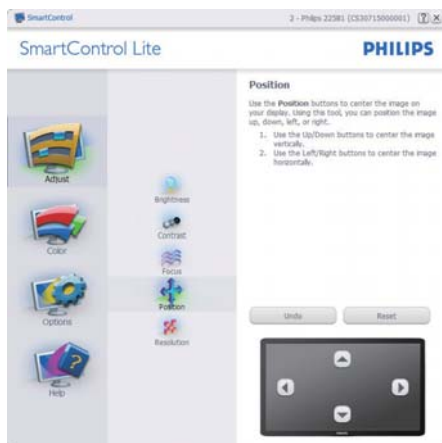 SmartControl
2 - Philips 225B1 (CS30715000001)
SmartControl Lite
PHILIPS
Adjust
Color
Options
Help
Brightness
Contrast
Focus
Position
Resolution
Position
Use the Position buttons to center the image on
your display. Using this tool, you can position the image
up, down, left, or right.
1. Use the Up/Down buttons to center the image
vertically.
2. Use the Left/Right buttons to center the image
horizontally.
Undo
Reset